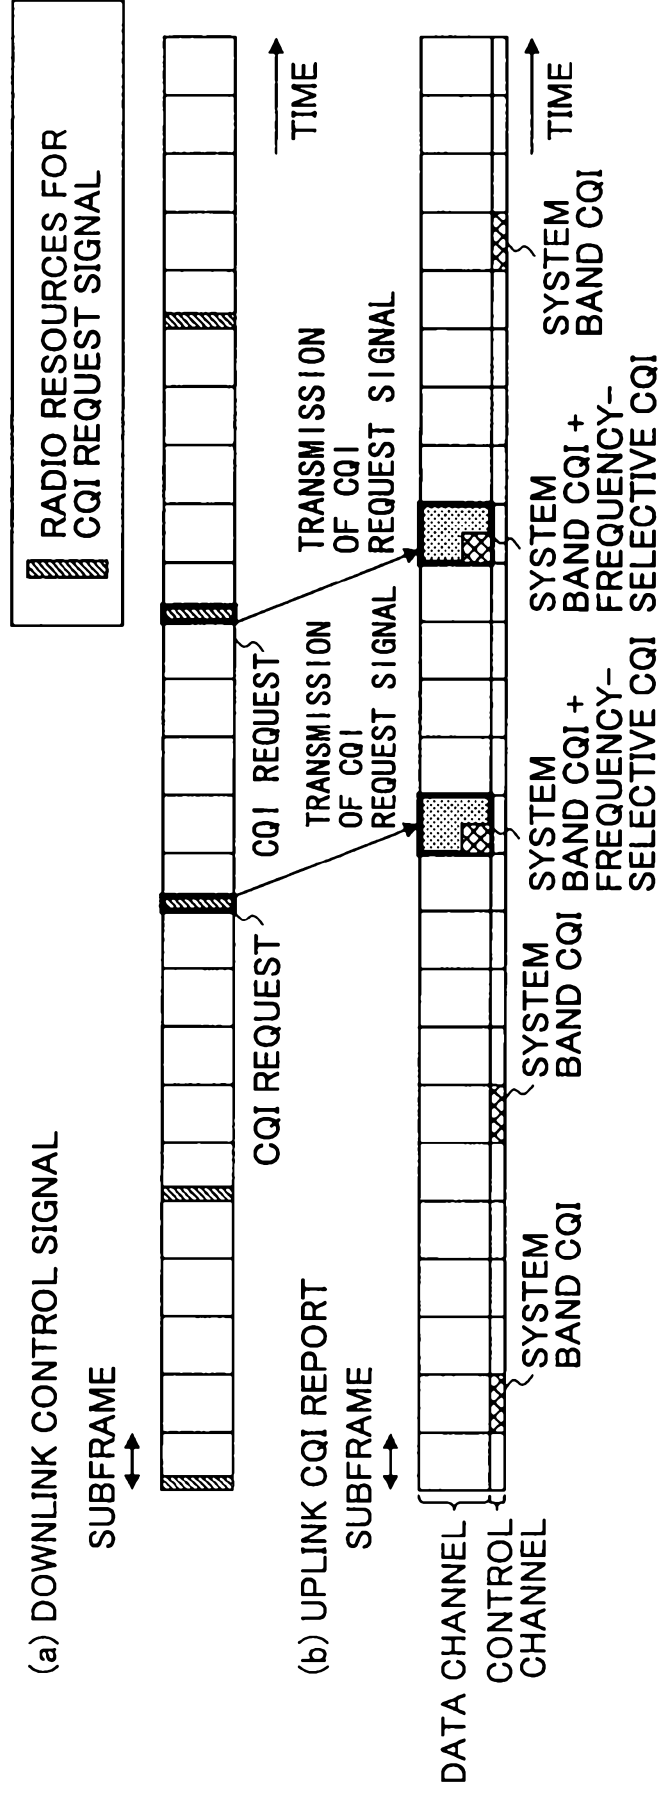 RADIO RESOURCES FOR
CQI REQUEST SIGNAL
(a) DOWNLINK CONTROL SIGNAL
SUBFRAME
TIME
CQI REQUEST
CQI REQUEST
(b) UPLINK CQI REPORT
SUBFRAME
TRANSMISSION
OF CQI
REQUEST SIGNAL
TRANSMISSION
OF CQI
REQUEST SIGNAL
TIME
DATA CHANNEL
CONTROL
CHANNEL
SYSTEM
BAND CQI
SYSTEM
BAND CQI
SYSTEM
BAND CQI +
FREQUENCY-
SELECTIVE CQI
SYSTEM
BAND CQI +
FREQUENCY-
SELECTIVE CQI
SYSTEM
BAND CQI